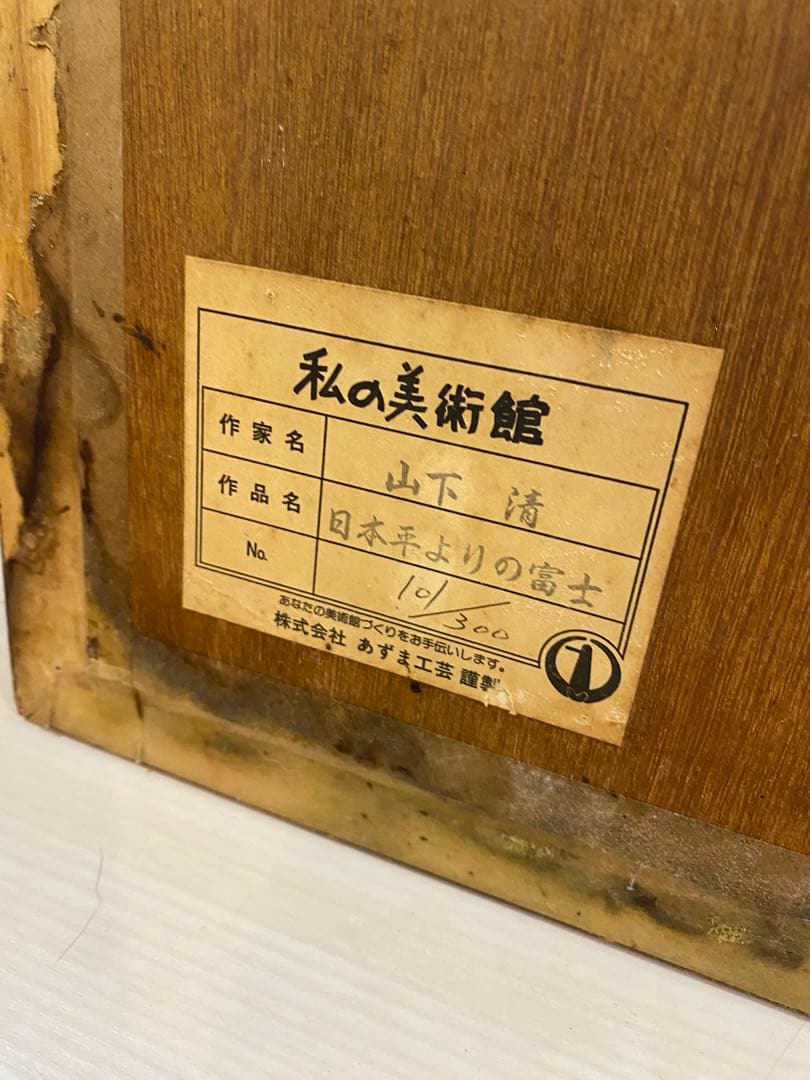 私の美術館
作家名 山下 清
作品名 日本平よりの富士
No. 101/300
あなたの美術館づくりをお手伝いします。
株式会社 あずま工芸 謹製